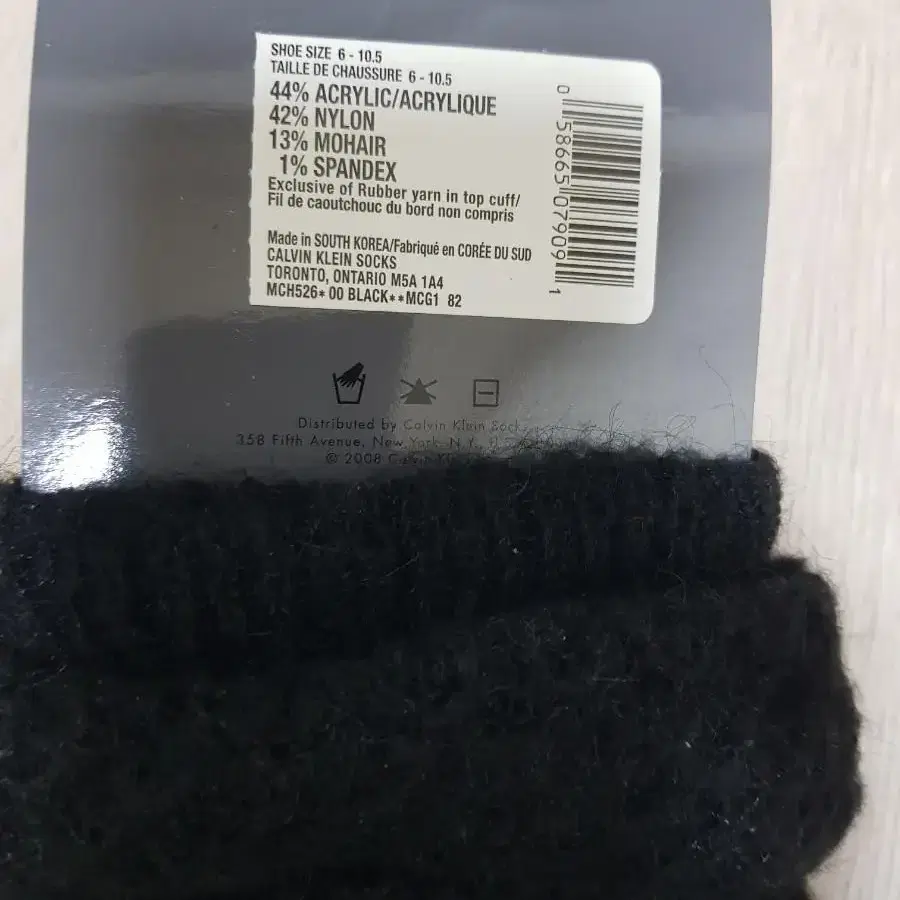 SHOE SIZE 6 - 10.5
TAILLE DE CHAUSSURE 6 - 10.5
44% ACRYLIC/ACRYLIQUE
42% NYLON
13% MOHAIR
1% SPANDEX
Exclusive of Rubber yarn in top cuff/
Fil de caoutchouc du bord non compris
Made in SOUTH KOREA/Fabriqué en CORÉE DU SUD
CALVIN KLEIN SOCKS
TORONTO, ONTARIO M5A 1A4
MCH526* 00 BLACK**MCG1 82
0 58665 07909 1
Distributed by Calvin Klein
358 Fifth Avenue, New York, N.Y.,
© 2008 Calvin